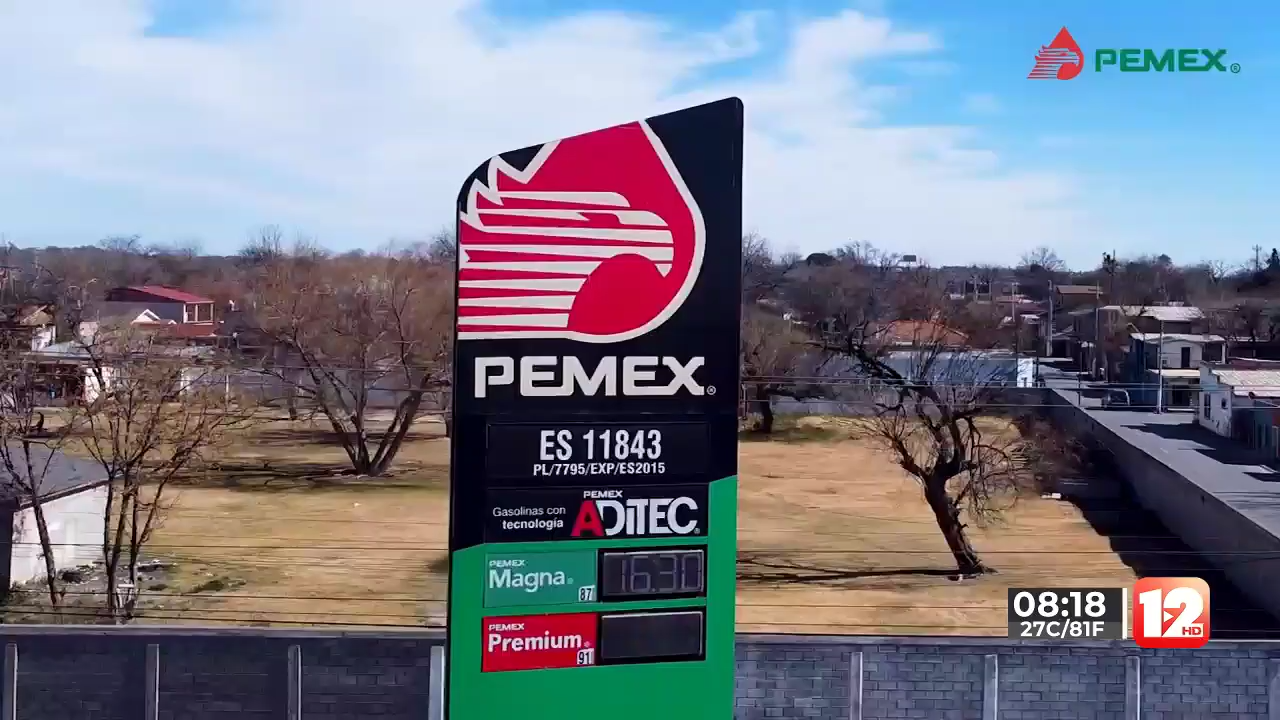 PEMEX®
PEMEX®
ES 11843
PL/7795/EXP/ES2015
Gasolinas con
tecnología
PEMEX
ADITEC®
PEMEX
Magna® 87
16.30
PEMEX
Premium® 91
08:18
27C/81F
12
HD